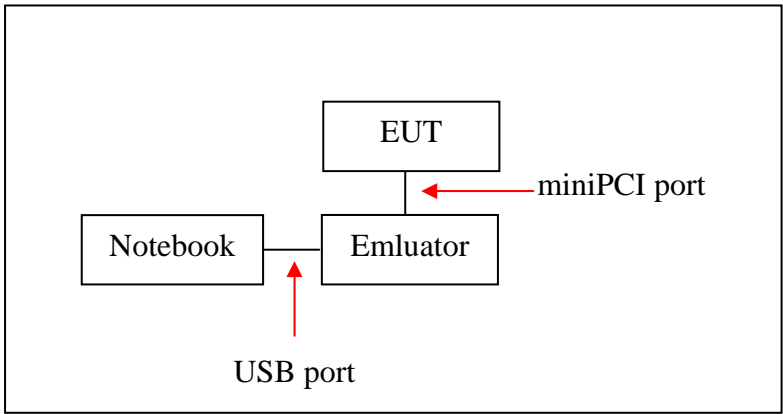 EUT
miniPCI port
Notebook
Emluator
USB port